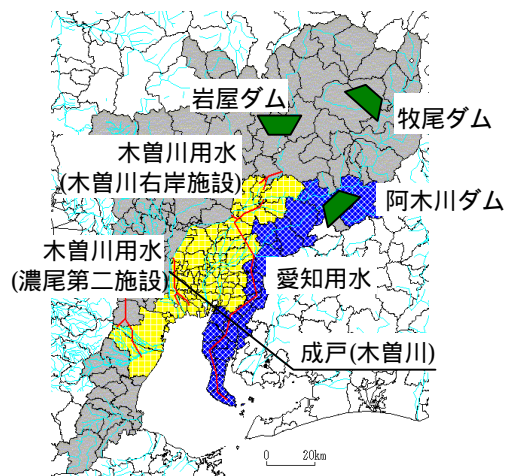 岩屋ダム
牧尾ダム
木曽川用水
(木曽川右岸施設)
阿木川ダム
木曽川用水
(濃尾第二施設)
愛知用水
成戸(木曽川)
0 20km